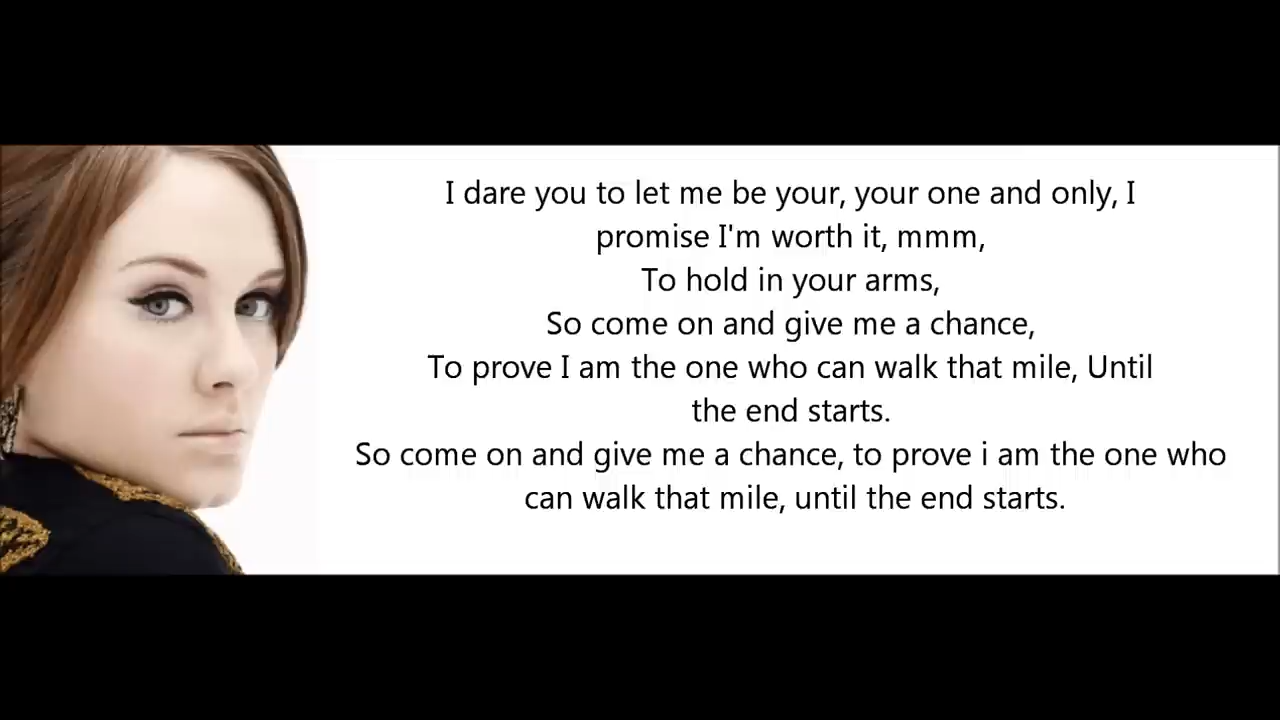 I dare you to let me be your, your one and only, I
promise I'm worth it, mmm,
To hold in your arms,
So come on and give me a chance,
To prove I am the one who can walk that mile, Until
the end starts.
So come on and give me a chance, to prove i am the one who
can walk that mile, until the end starts.